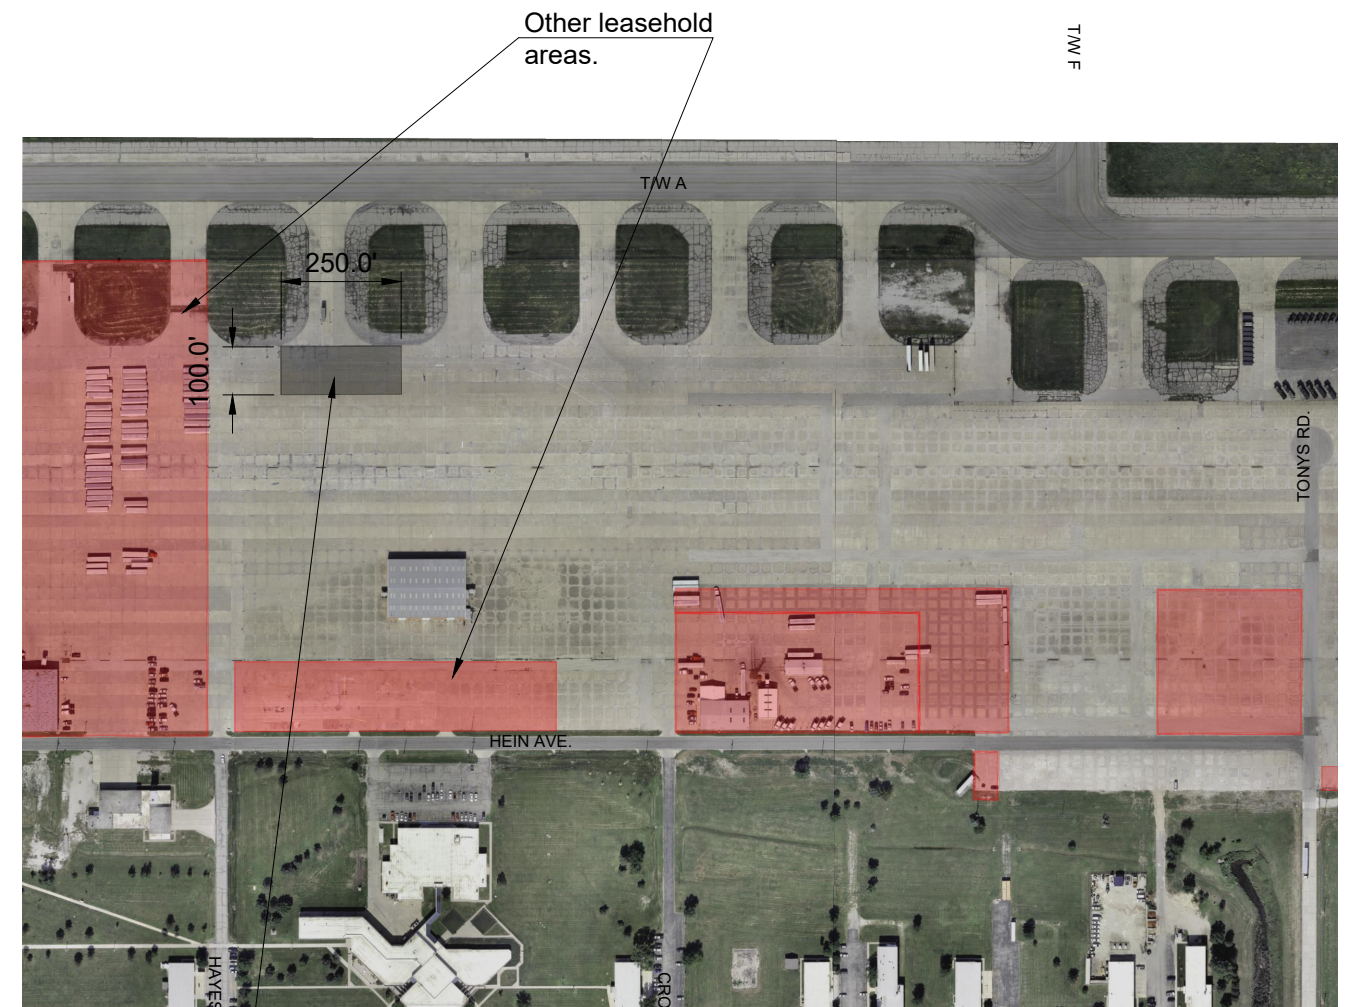 Other leasehold
areas.
T/W F
T/W A
250.0'
100.0'
TONYS RD.
HEIN AVE.
HAYES
CRO